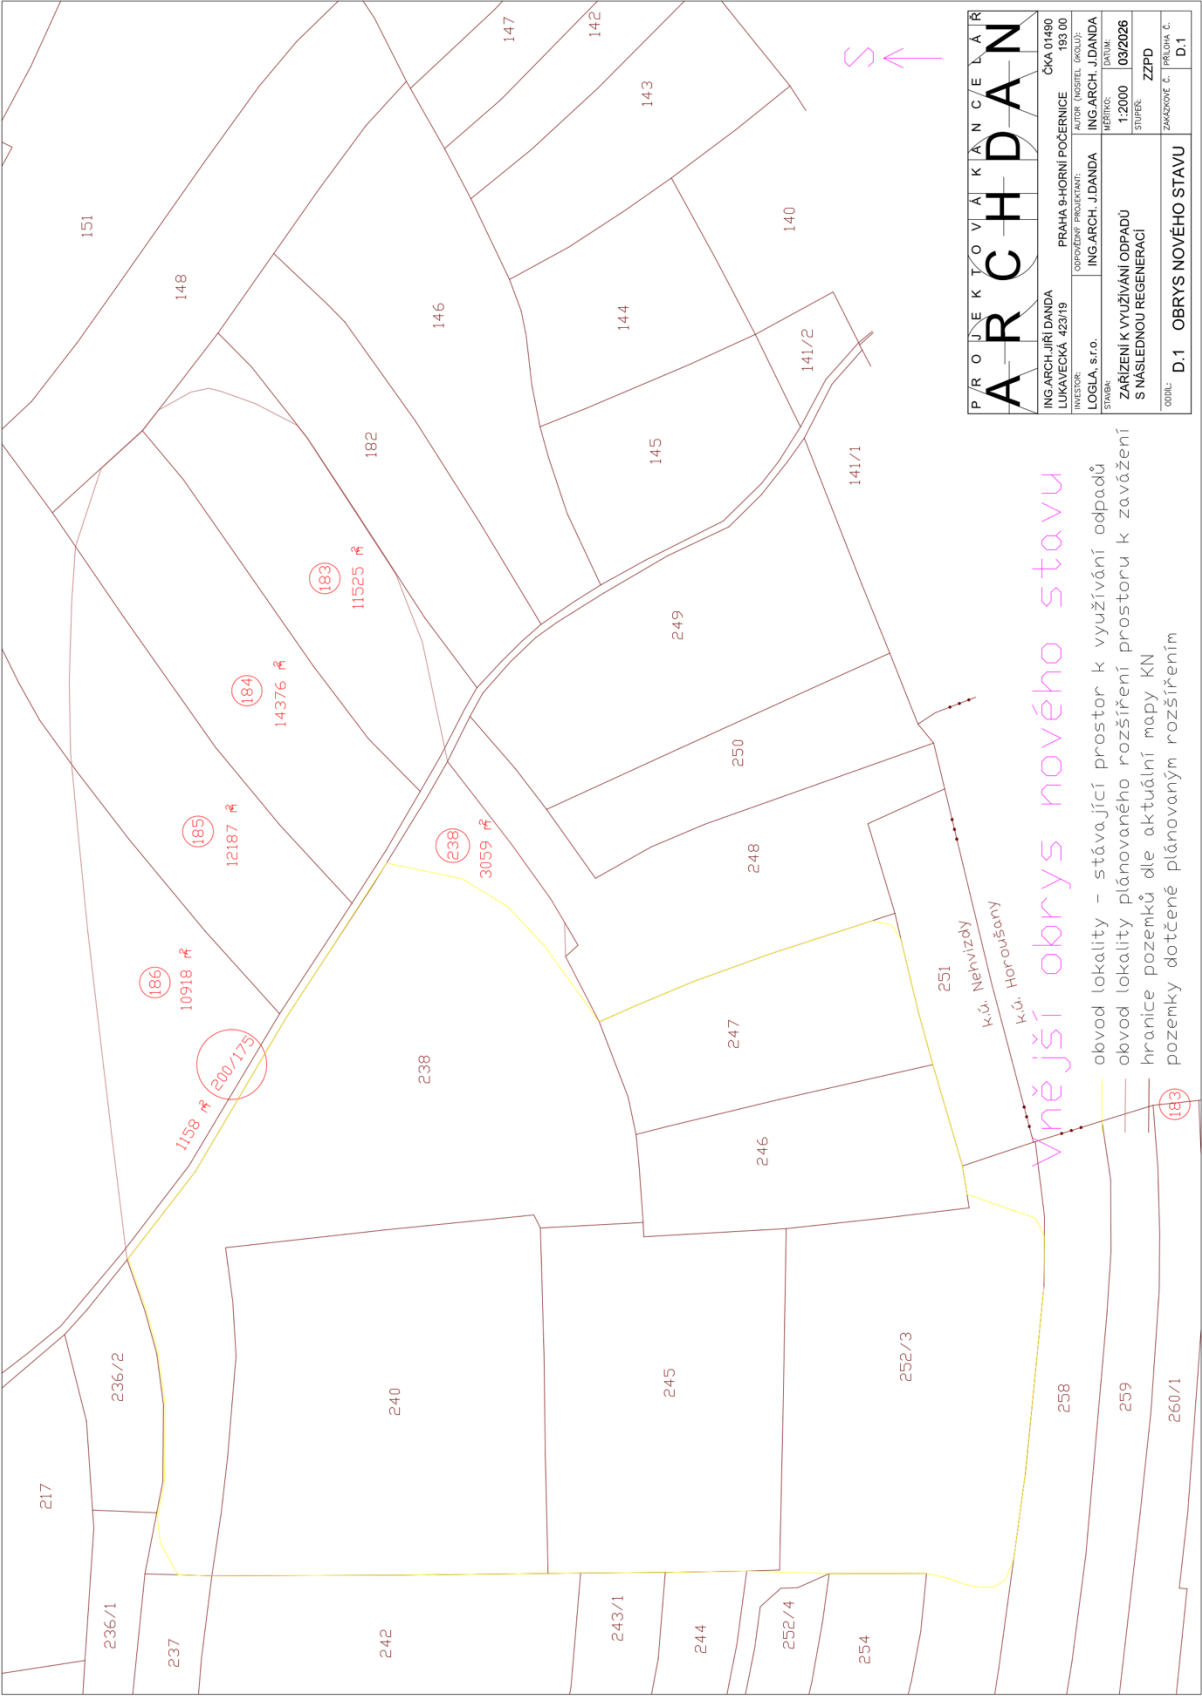 147
142
151
143
148
140
146
144
141/2
182
145
141/1
183
11525 m²
249
184
14376 m²
250
185
12187 m²
238
3059 m²
248
186
10918 m²
251
k.ú. Nehvizdy
k.ú. Horoušany
200/175
1158 m²
238
247
246
236/2
240
245
252/3
258
259
260/1
217
236/1
237
242
243/1
244
252/4
254
S
vnější obrys nového stavu
obvod lokality - stávající prostor k využívání odpadů
obvod lokality plánovaného rozšíření prostoru k zavážení
hranice pozemků dle aktuální mapy KN
183 pozemky dotčené plánovaným rozšířením
PROJEKTOVÁ KANCELÁŘ
ARCHDAN
ING.ARCH.JIŘÍ DANDA ČKA 01490
LUKAVECKÁ 423/19 PRAHA 9-HORNÍ POČERNICE 193 00
INVESTOR: ODPOVĚDNÝ PROJEKTANT: AUTOR (NOSITEL ÚKOLU):
LOGLA, s.r.o. ING.ARCH. J.DANDA ING.ARCH. J.DANDA
STAVBA: MĚŘÍTKO: DATUM:
ZAŘÍZENÍ K VYUŽÍVÁNÍ ODPADŮ 1:2000 03/2026
S NÁSLEDNOU REGENERACÍ STUPEŇ:
ZZPD
ODDÍL: ZAKÁZKOVÉ Č. PŘÍLOHA Č.
D.1 OBRYS NOVÉHO STAVU D.1